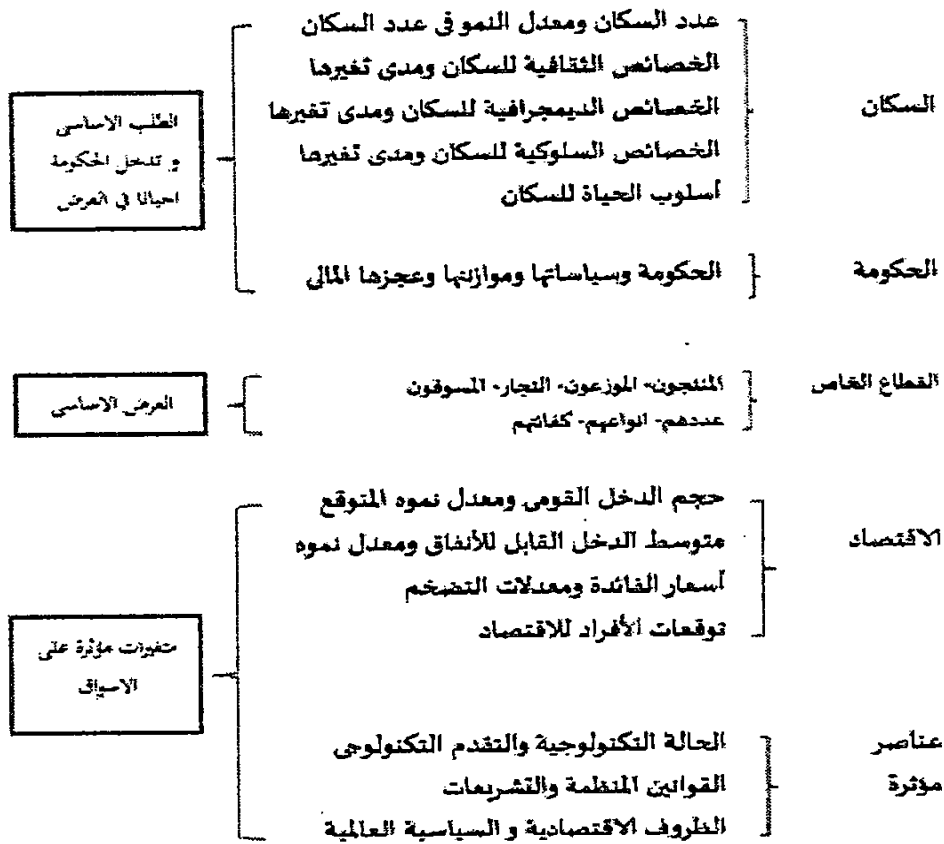 السكان
عدد السكان ومعدل النمو فى عدد السكان
الخصائص الثقافية للسكان ومدى تغيرها
الخصائص الديمجرافية للسكان ومدى تغيرها
الخصائص السلوكية للسكان ومدى تغيرها
أسلوب الحياة للسكان
الحكومة
الحكومة وسياساتها وموازنتها وعجزها المالى
الطلب الاساسى
و تدخل الحكومة
احيانا في العرض
القطاع الخاص
المنتجون- الموزعون- التجار- المسوقون
عددهم- انواعهم- كفائتهم
العرض الاساسى
الاقتصاد
حجم الدخل القومى ومعدل نموه المتوقع
متوسط الدخل القابل للأنفاق ومعدل نموه
أسعار الفائدة ومعدلات التضخم
توقعات الأفراد للاقتصاد
عناصر
مؤثرة
الحالة التكنولوجية والتقدم التكنولوجى
القوانين المنظمة والتشريعات
الظروف الاقتصادية و السياسية العالمية
متغيرات مؤثرة على
الاسواق